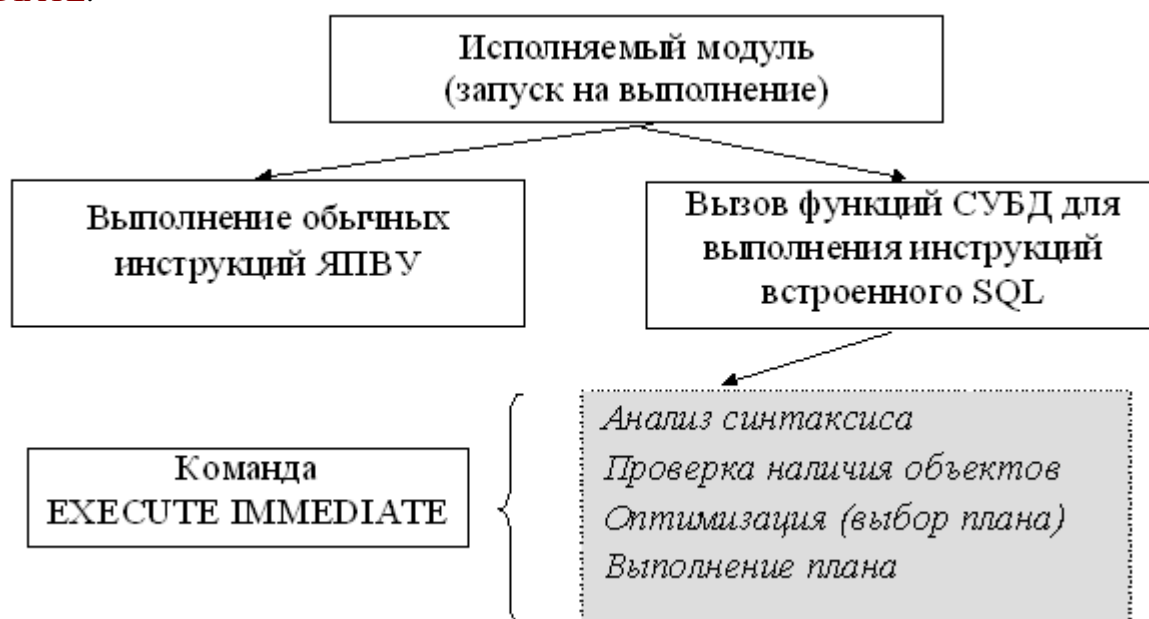 Исполняемый модуль
(запуск на выполнение)
Выполнение обычных
инструкций ЯПВУ
Вызов функций СУБД для
выполнения инструкций
встроенного SQL
Анализ синтаксиса
Проверка наличия объектов
Оптимизация (выбор плана)
Выполнение плана
Команда
EXECUTE IMMEDIATE